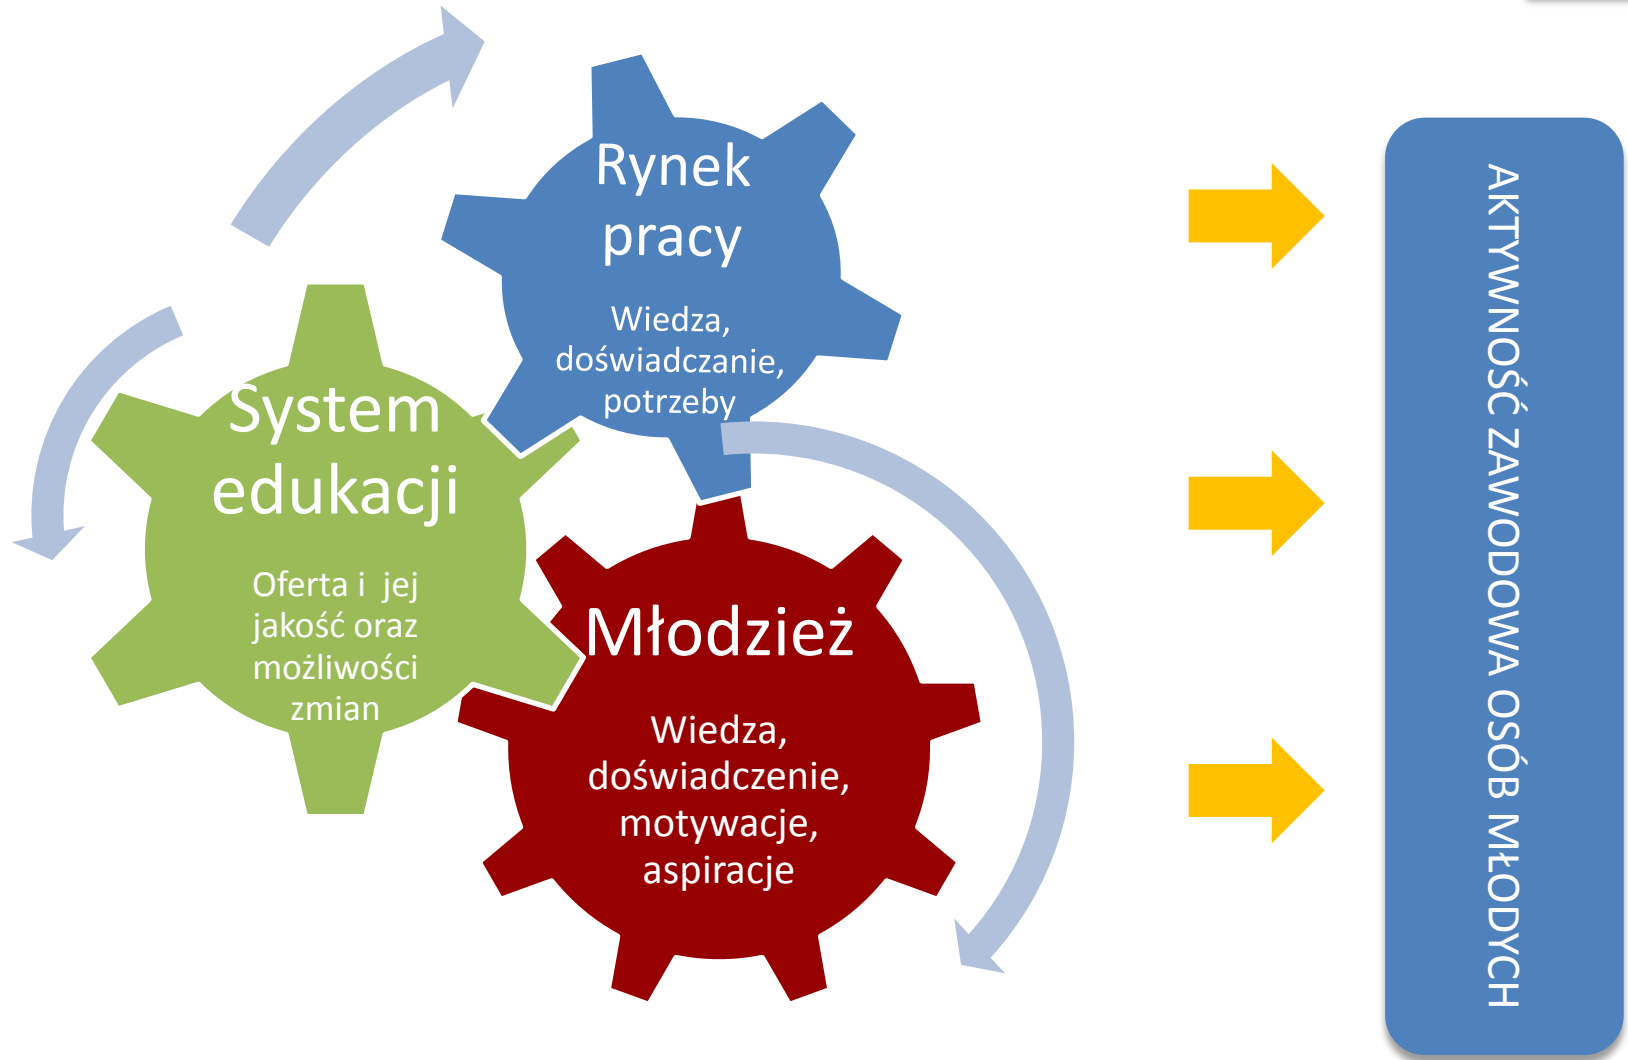 Rynek
pracy
Wiedza,
doświadczanie,
potrzeby
System
edukacji
Oferta i  jej
jakość oraz
możliwości
zmian
Młodzież
Wiedza,
doświadczenie,
motywacje,
aspiracje
AKTYWNOŚĆ ZAWODOWA OSÓB MŁODYCH